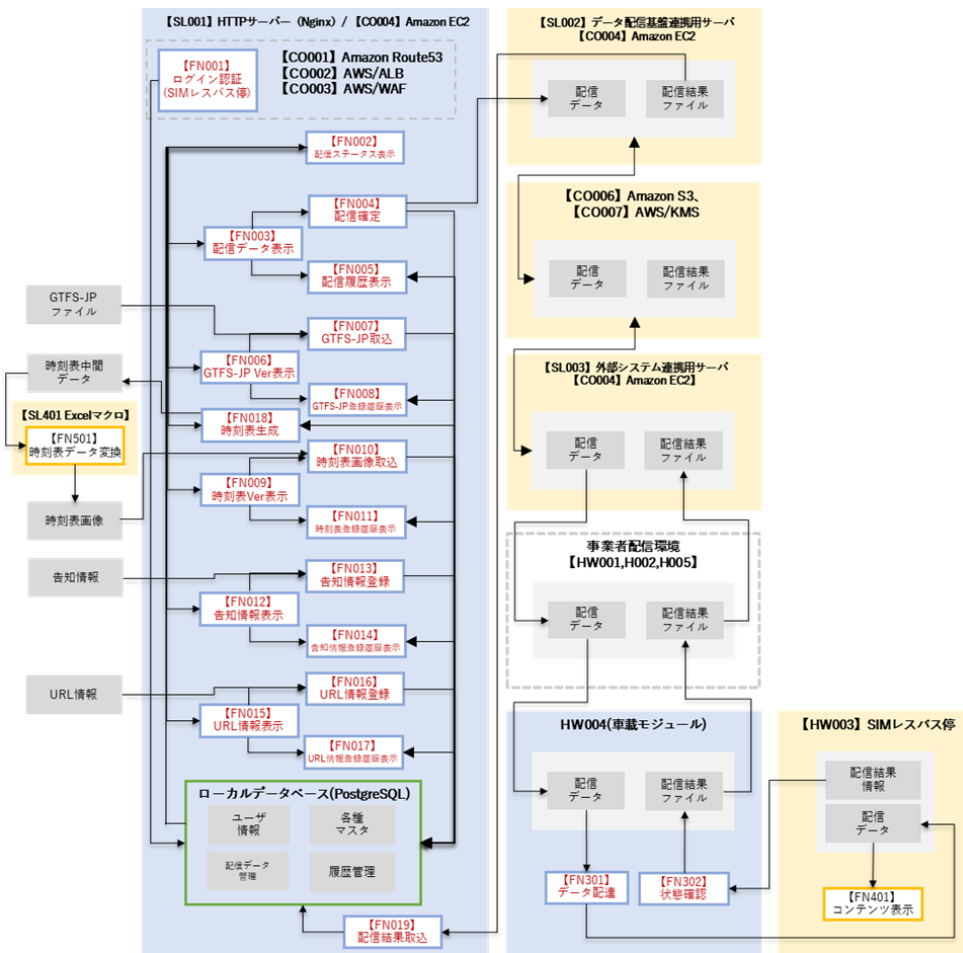 【SL001】HTTPサーバー（Nginx）/ 【CO004】Amazon EC2
【FN001】
ログイン認証
(SIMレスバス停)
【CO001】Amazon Route53
【CO002】AWS/ALB
【CO003】AWS/WAF
【FN002】
配信ステータス表示
【FN004】
配信確定
【FN003】
配信データ表示
【FN005】
配信履歴表示
GTFS-JP
ファイル
【FN007】
GTFS-JP取込
【FN006】
GTFS-JP Ver表示
時刻表中間
データ
【FN008】
GTFS-JP登録履歴表示
【SL401 Excelマクロ】
【FN018】
時刻表生成
【FN501】
時刻表データ変換
【FN010】
時刻表画像取込
【FN009】
時刻表Ver表示
時刻表画像
【FN011】
時刻表登録履歴表示
告知情報
【FN013】
告知情報登録
【FN012】
告知情報表示
【FN014】
告知情報登録履歴表示
URL情報
【FN016】
URL情報登録
【FN015】
URL情報表示
【FN017】
URL情報登録履歴表示
ローカルデータベース(PostgreSQL)
ユーザ
情報
各種
マスタ
配信データ
管理
履歴管理
【FN019】
配信結果取込
【SL002】データ配信基盤連携用サーバ
【CO004】Amazon EC2
配信
データ
配信結果
ファイル
【CO006】Amazon S3、
【CO007】AWS/KMS
配信
データ
配信結果
ファイル
【SL003】外部システム連携用サーバ
【CO004】Amazon EC2】
配信
データ
配信結果
ファイル
事業者配信環境
【HW001,H002,H005】
配信
データ
配信結果
ファイル
HW004(車載モジュール)
配信
データ
配信結果
ファイル
【FN301】
データ配達
【FN302】
状態確認
【HW003】SIMレスバス停
配信結果
情報
配信
データ
【FN401】
コンテンツ表示